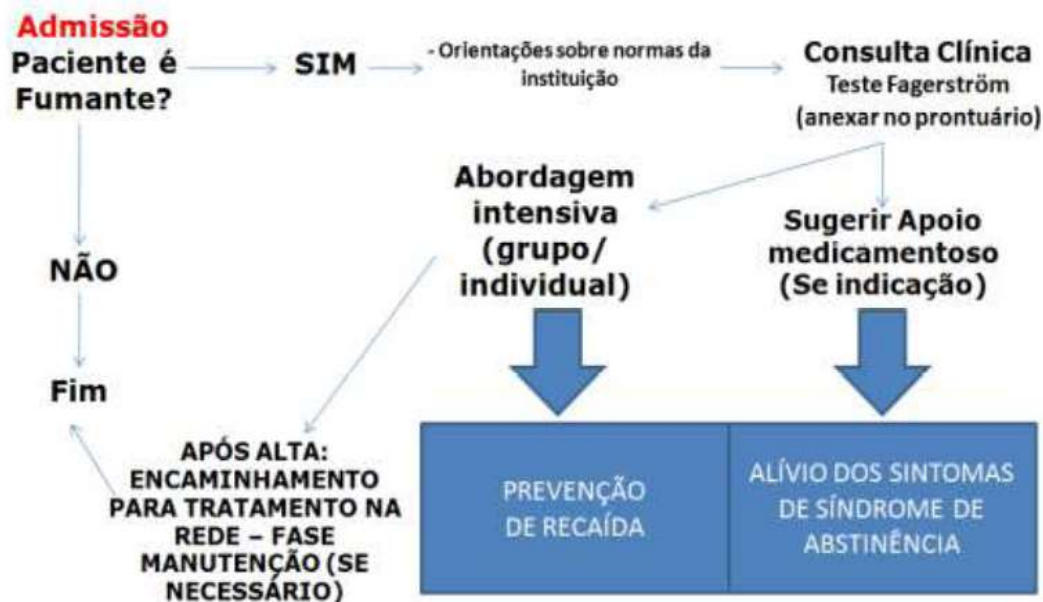 Admissão
Paciente é
Fumante?
SIM
- Orientações sobre normas da
instituição
Consulta Clínica
Teste Fagerström
(anexar no prontuário)
Abordagem
intensiva
(grupo/
individual)
Sugerir Apoio
medicamentoso
(Se indicação)
NÃO
Fim
APÓS ALTA:
ENCAMINHAMENTO
PARA TRATAMENTO NA
REDE – FASE
MANUTENÇÃO (SE
NECESSÁRIO)
PREVENÇÃO
DE RECAÍDA
ALÍVIO DOS SINTOMAS
DE SÍNDROME DE
ABSTINÊNCIA